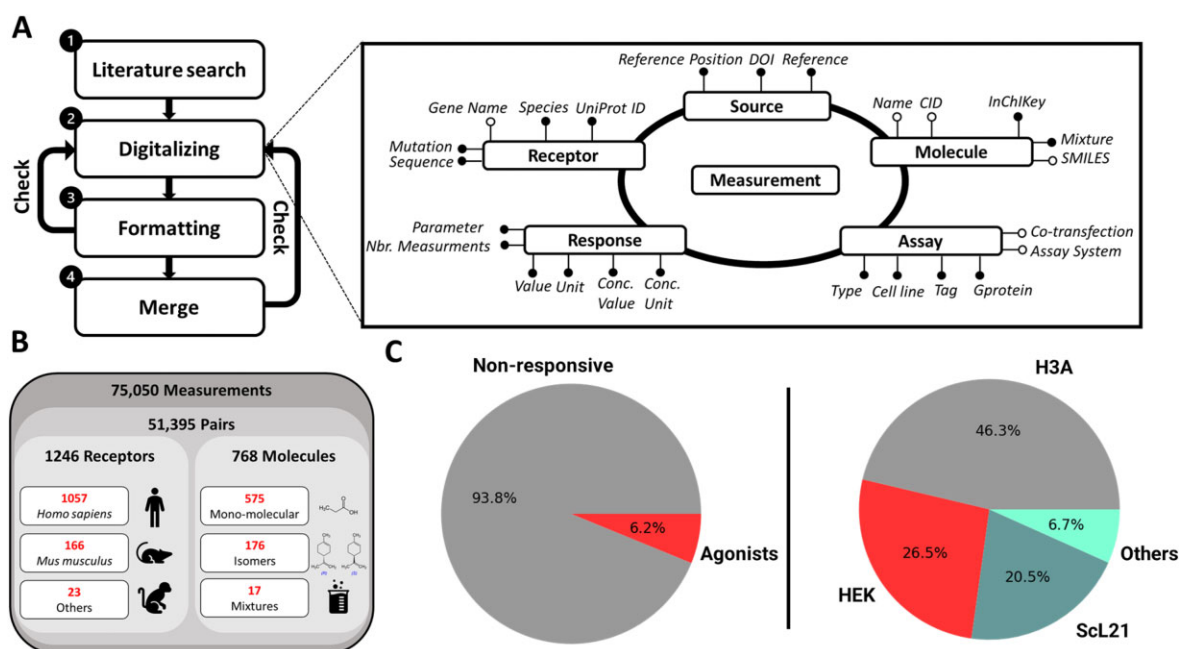 A
1
Literature search
2
Digitalizing
3
Formatting
4
Merge
Check
Check
Reference Position DOI Reference
Source
Gene Name Species UniProt ID
Mutation
Sequence
Receptor
Name CID InChIKey
Mixture
SMILES
Molecule
Measurement
Parameter
Nbr. Measurments
Response
Value Unit Conc. Value Conc. Unit
Assay
Co-transfection
Assay System
Type Cell line Tag Gprotein
B
75,050 Measurements
51,395 Pairs
1246 Receptors
1057
Homo sapiens
166
Mus musculus
23
Others
768 Molecules
575
Mono-molecular
176
Isomers
17
Mixtures
C
Non-responsive
93.8%
6.2%
Agonists
H3A
46.3%
6.7%
Others
26.5%
HEK
20.5%
ScL21